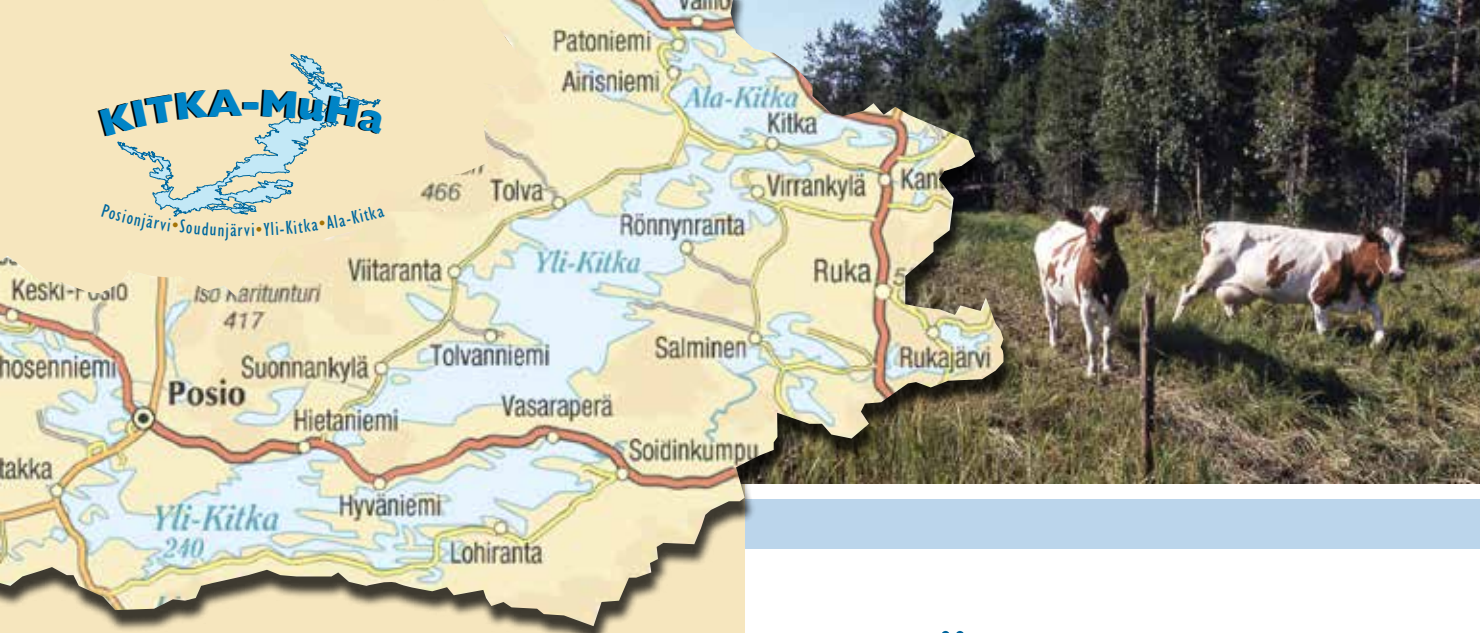 KITKA-MuHa
Posionjärvi•Soudunjärvi•Yli-Kitka•Ala-Kitka
Patoniemi
Airisniemi
Ala-Kitka
Kitka
466
Tolva
Virrankylä
Rönnynranta
Viitaranta
Yli-Kitka
Ruka
Iso Karitunturi
417
Salminen
Rukajärvi
Suonnankylä
Tolvanniemi
Posio
Hietaniemi
Vasaraperä
Soidinkumpu
Hyväniemi
Yli-Kitka
240
Lohiranta